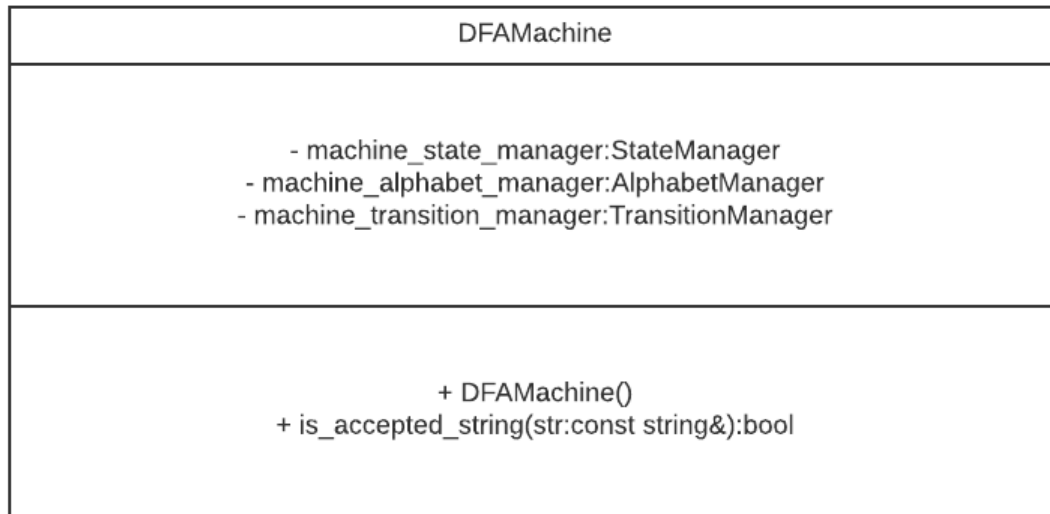 DFAMachine
- machine_state_manager:StateManager
- machine_alphabet_manager:AlphabetManager
- machine_transition_manager:TransitionManager
+ DFAMachine()
+ is_accepted_string(str:const string&):bool